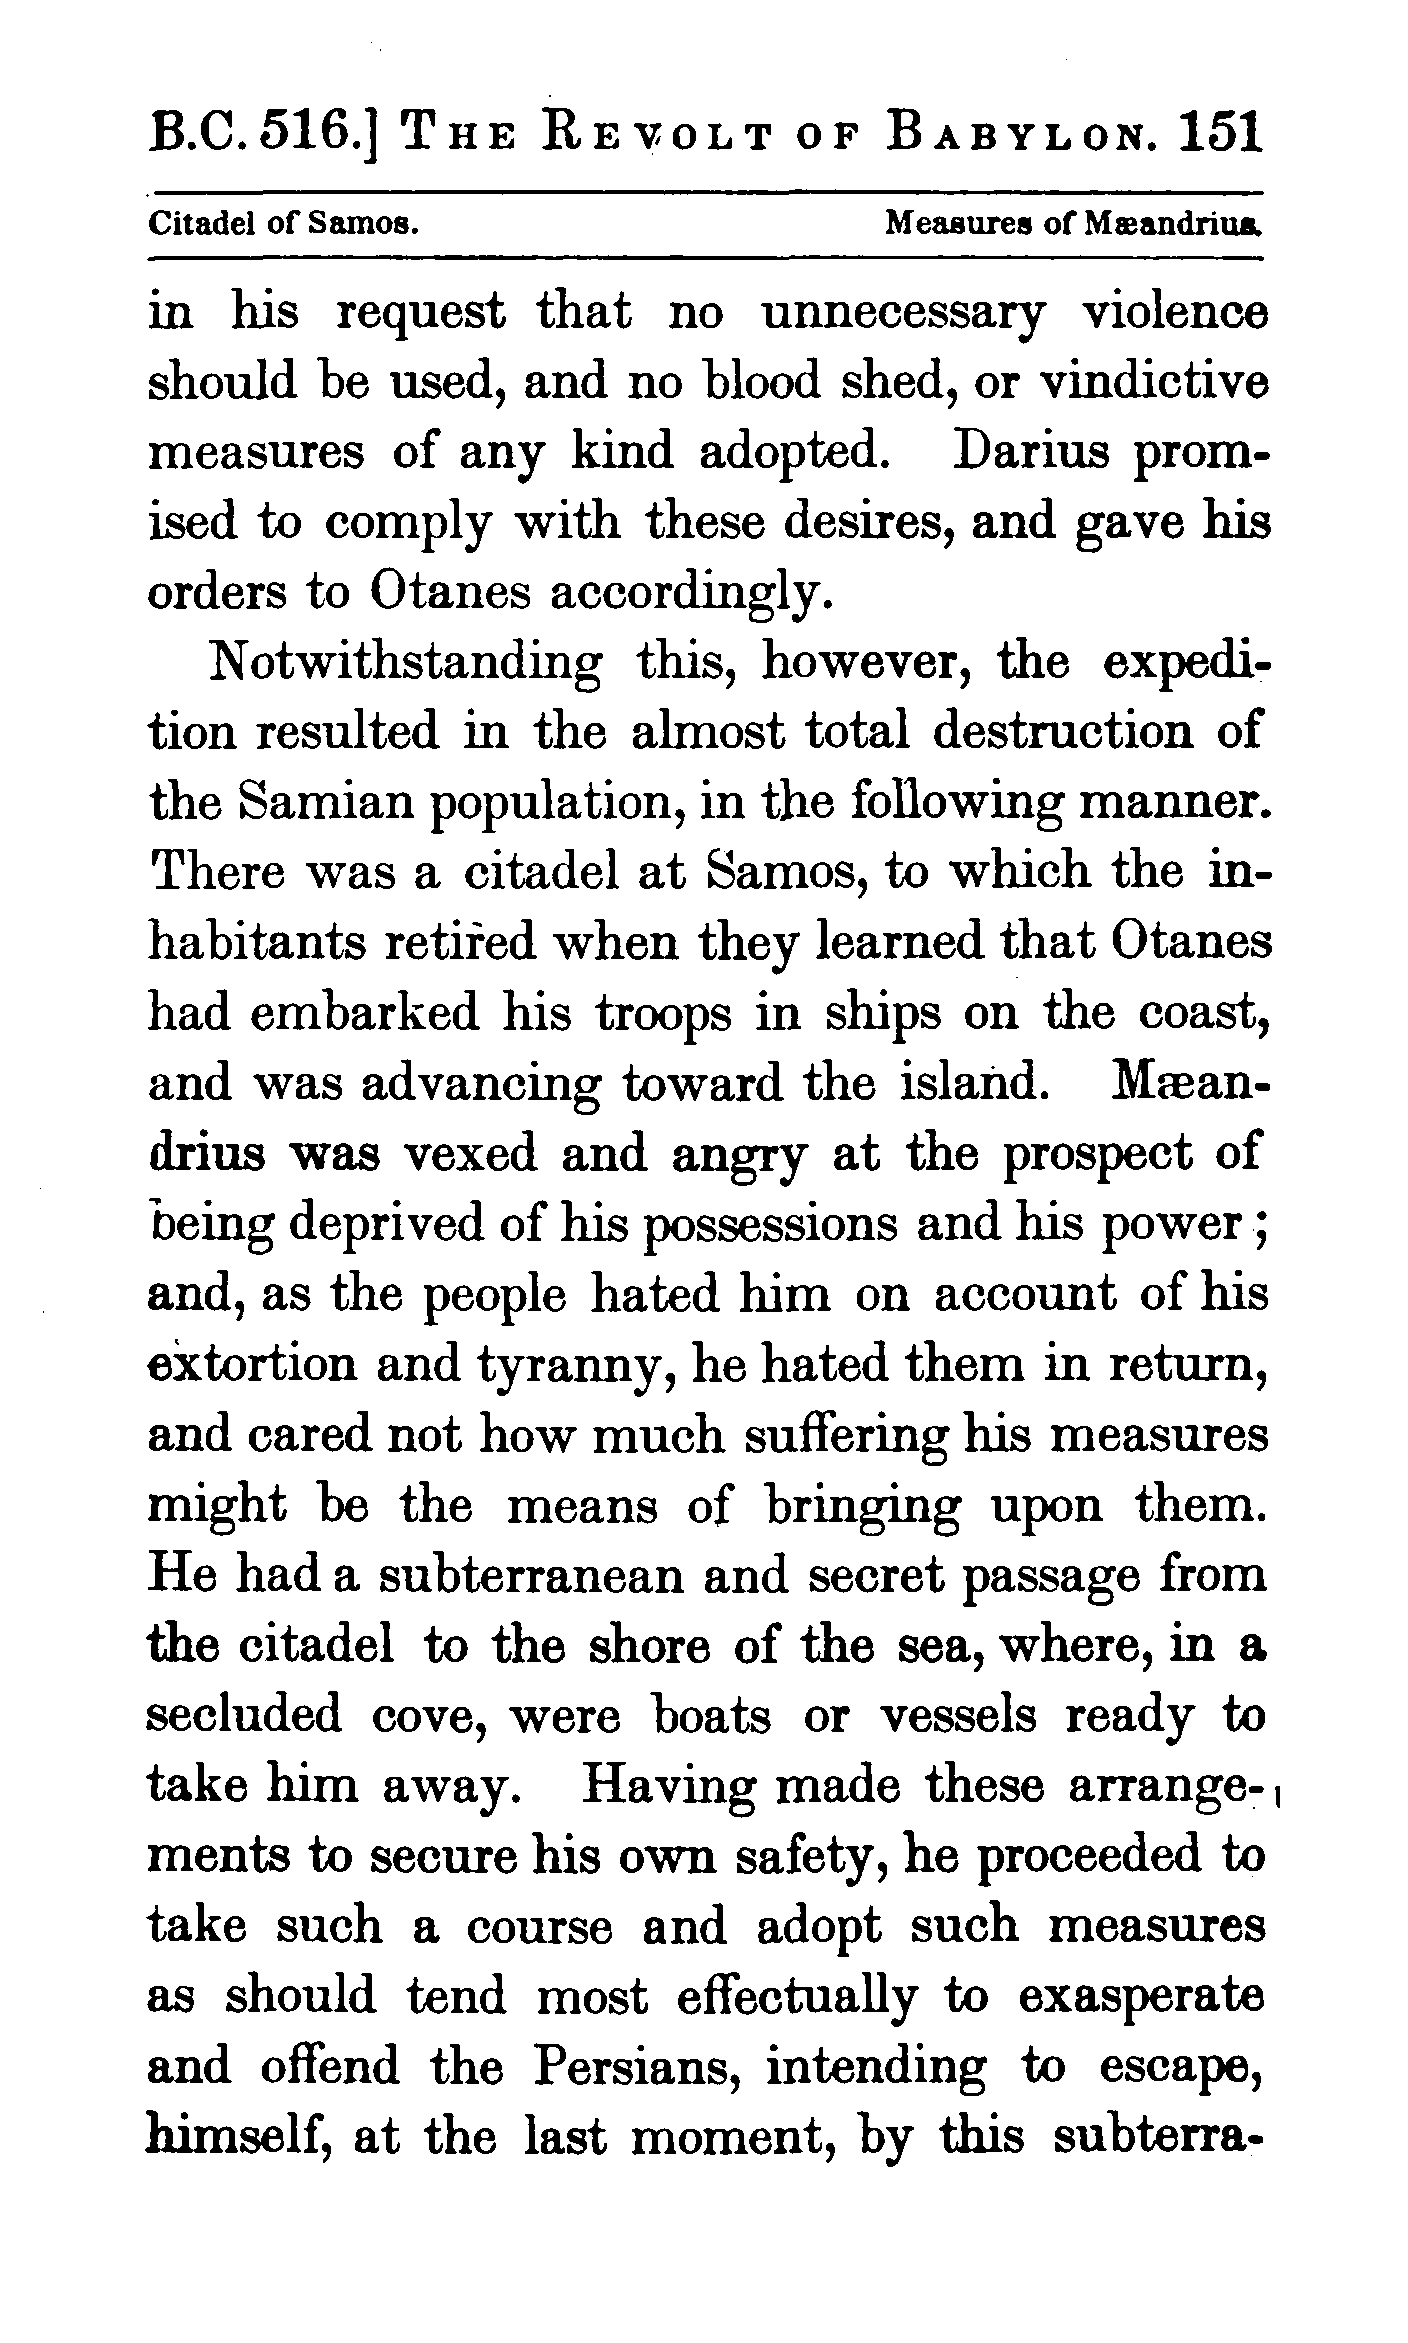 B.C. 516.] THE REVOLT OF BABYLON. 151
Citadel of Samos. Measures of Mæandrius.
in his request that no unnecessary violence
should be used, and no blood shed, or vindictive
measures of any kind adopted. Darius prom-
ised to comply with these desires, and gave his
orders to Otanes accordingly.
Notwithstanding this, however, the expedi-
tion resulted in the almost total destruction of
the Samian population, in the following manner.
There was a citadel at Samos, to which the in-
habitants retired when they learned that Otanes
had embarked his troops in ships on the coast,
and was advancing toward the island. Mæan-
drius was vexed and angry at the prospect of
being deprived of his possessions and his power;
and, as the people hated him on account of his
extortion and tyranny, he hated them in return,
and cared not how much suffering his measures
might be the means of bringing upon them.
He had a subterranean and secret passage from
the citadel to the shore of the sea, where, in a
secluded cove, were boats or vessels ready to
take him away. Having made these arrange-
ments to secure his own safety, he proceeded to
take such a course and adopt such measures
as should tend most effectually to exasperate
and offend the Persians, intending to escape,
himself, at the last moment, by this subterra-